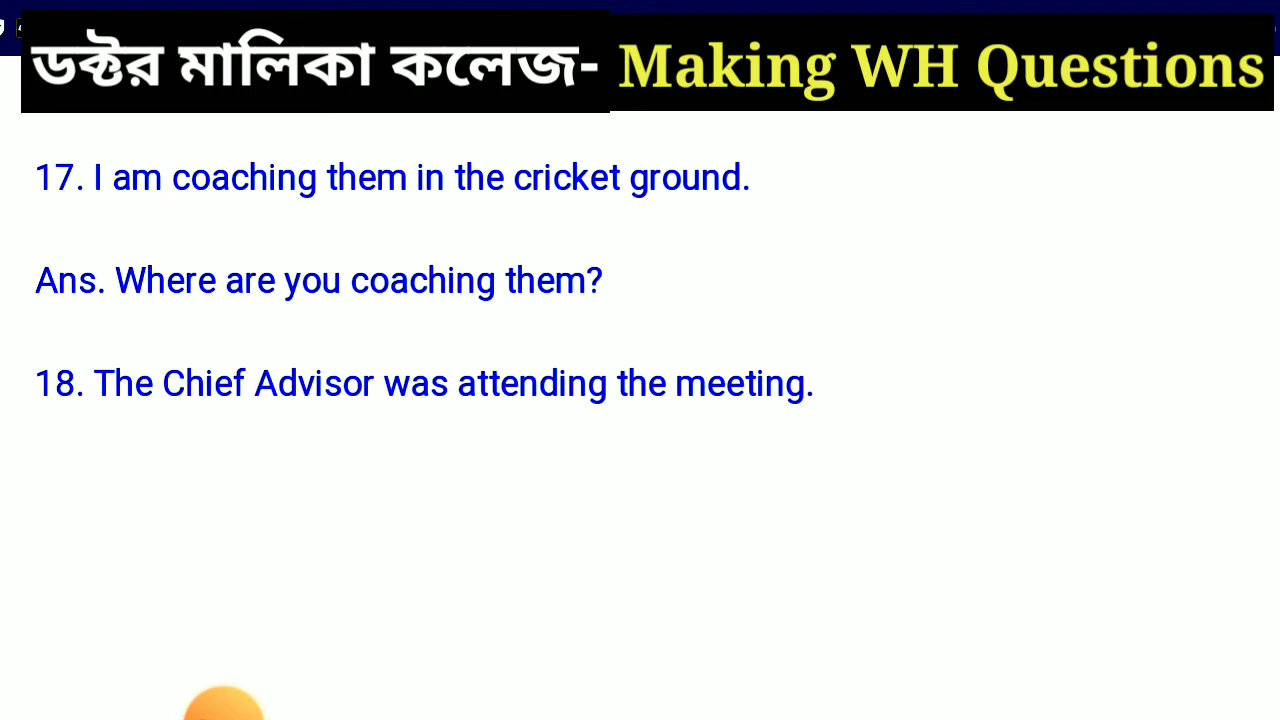 ডক্টর মালিকা কলেজ- Making WH Questions
17. I am coaching them in the cricket ground.
Ans. Where are you coaching them?
18. The Chief Advisor was attending the meeting.